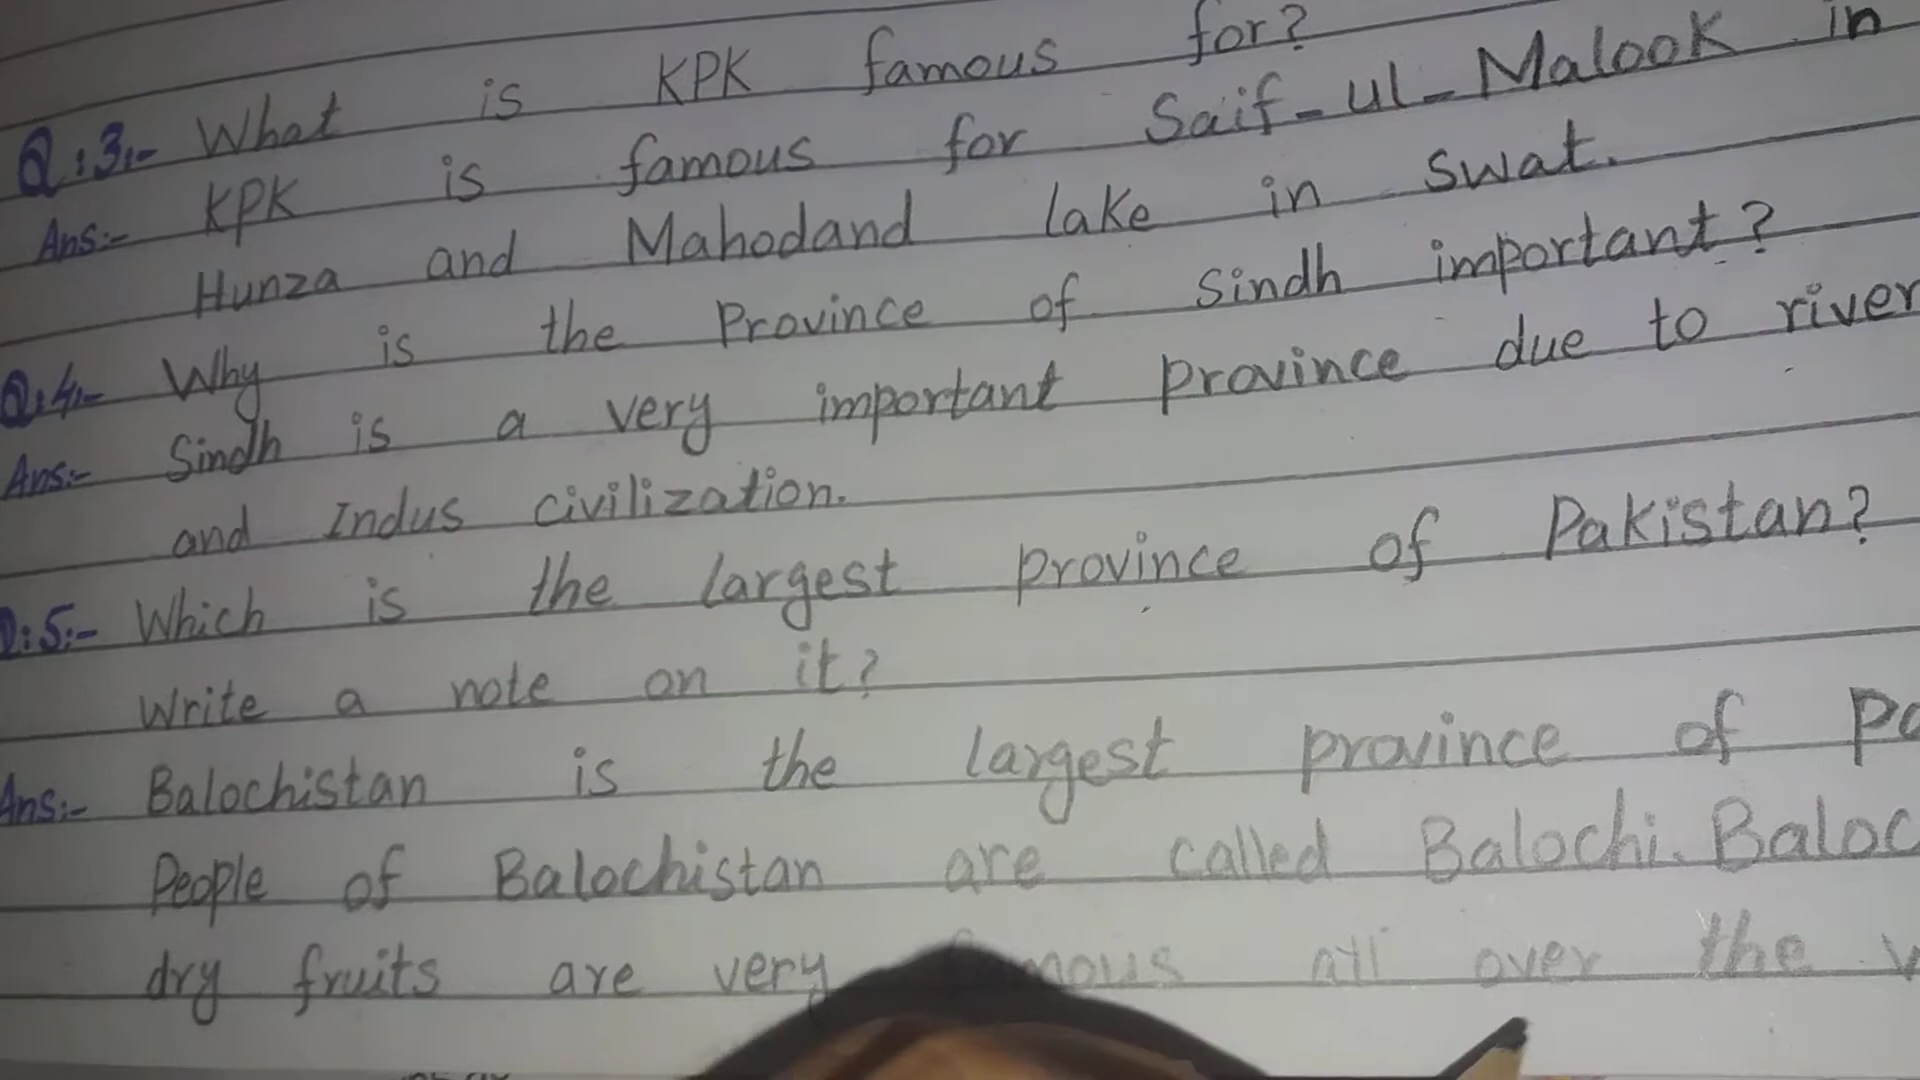 Q:3:- What is KPK famous for?
Ans:- KPK is famous for Saif-ul-Malook in
Hunza and Mahodand lake in swat.
Q:4:- Why is the Province of Sindh important?
Ans:- Sindh is a very important province due to river
and Indus civilization.
Q:5:- Which is the largest province of Pakistan?
Write a note on it?
Ans:- Balochistan is the largest province of Pa
People of Balochistan are called Balochi. Baloc
dry fruits are very famous all over the w